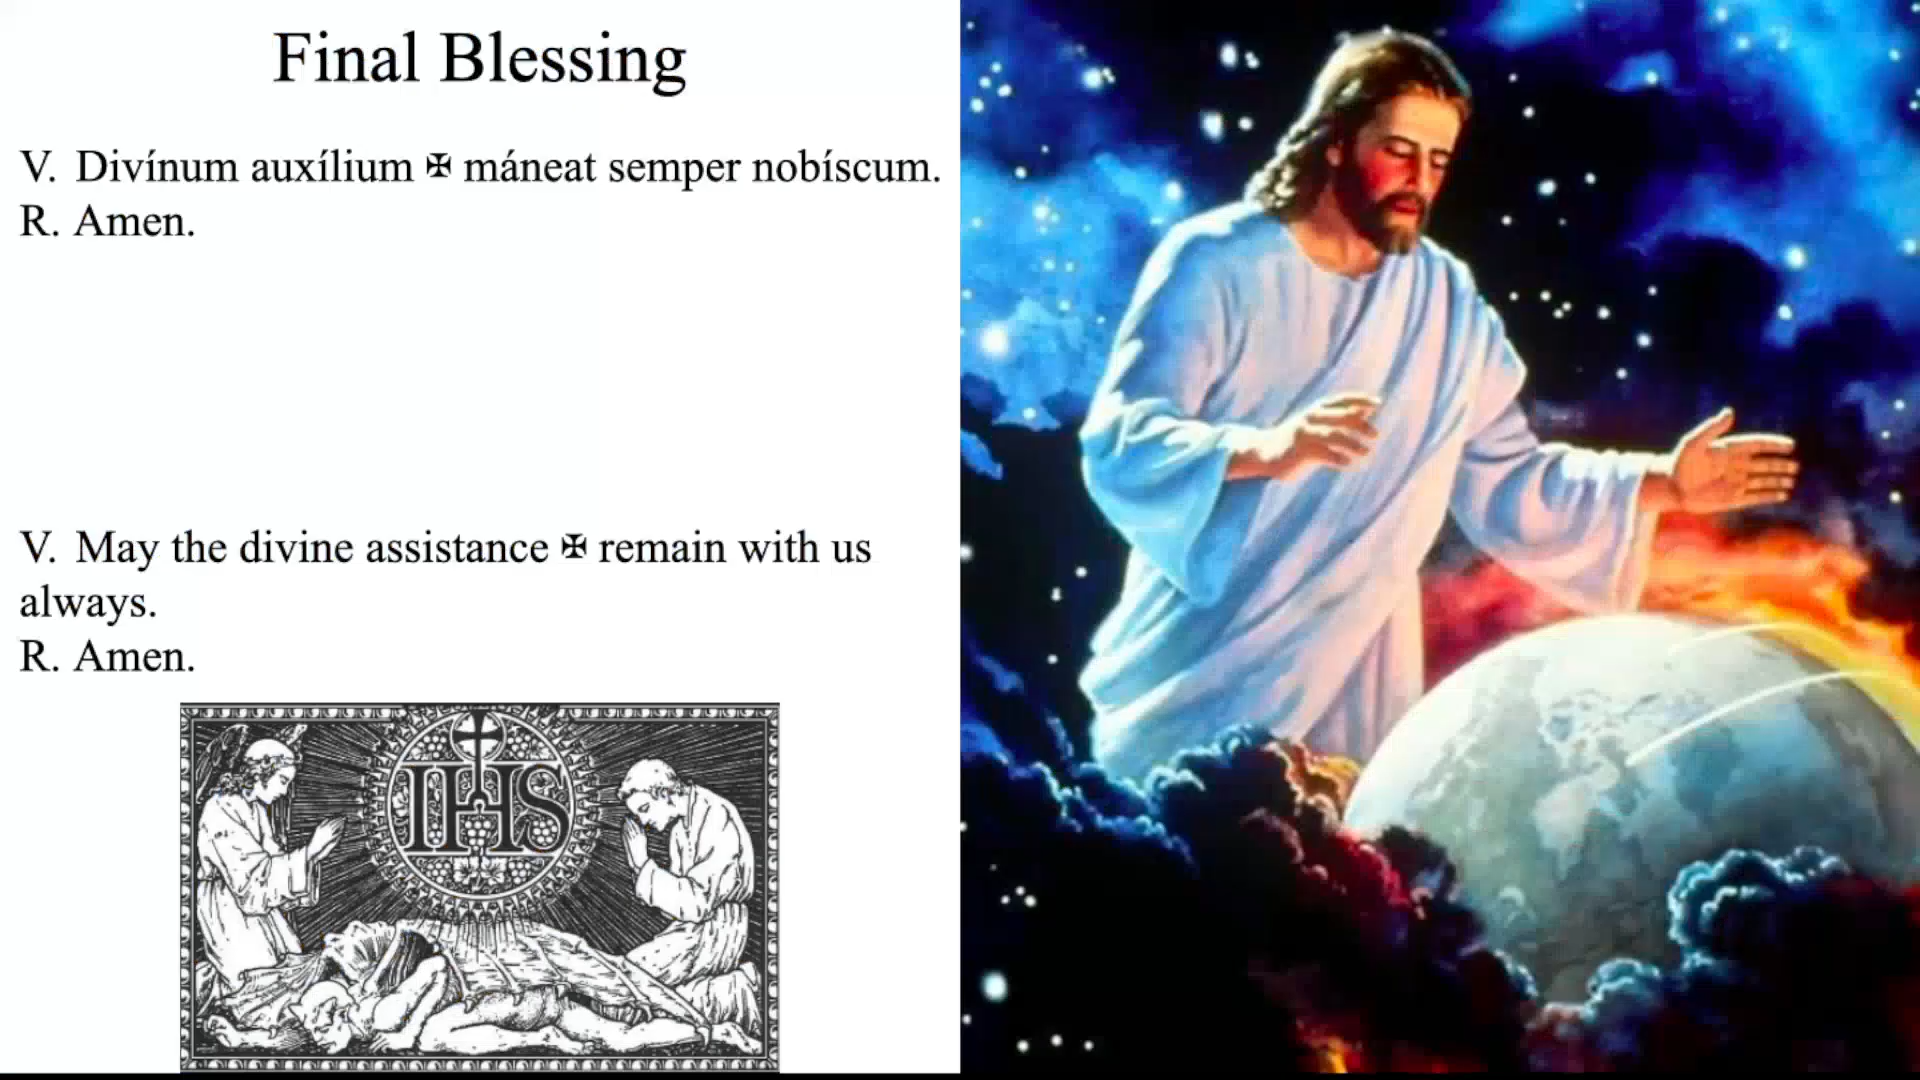 Final Blessing
V. Divínum auxílium ✠ máneat semper nobíscum.
R. Amen.
V. May the divine assistance ✠ remain with us
always.
R. Amen.
IHS